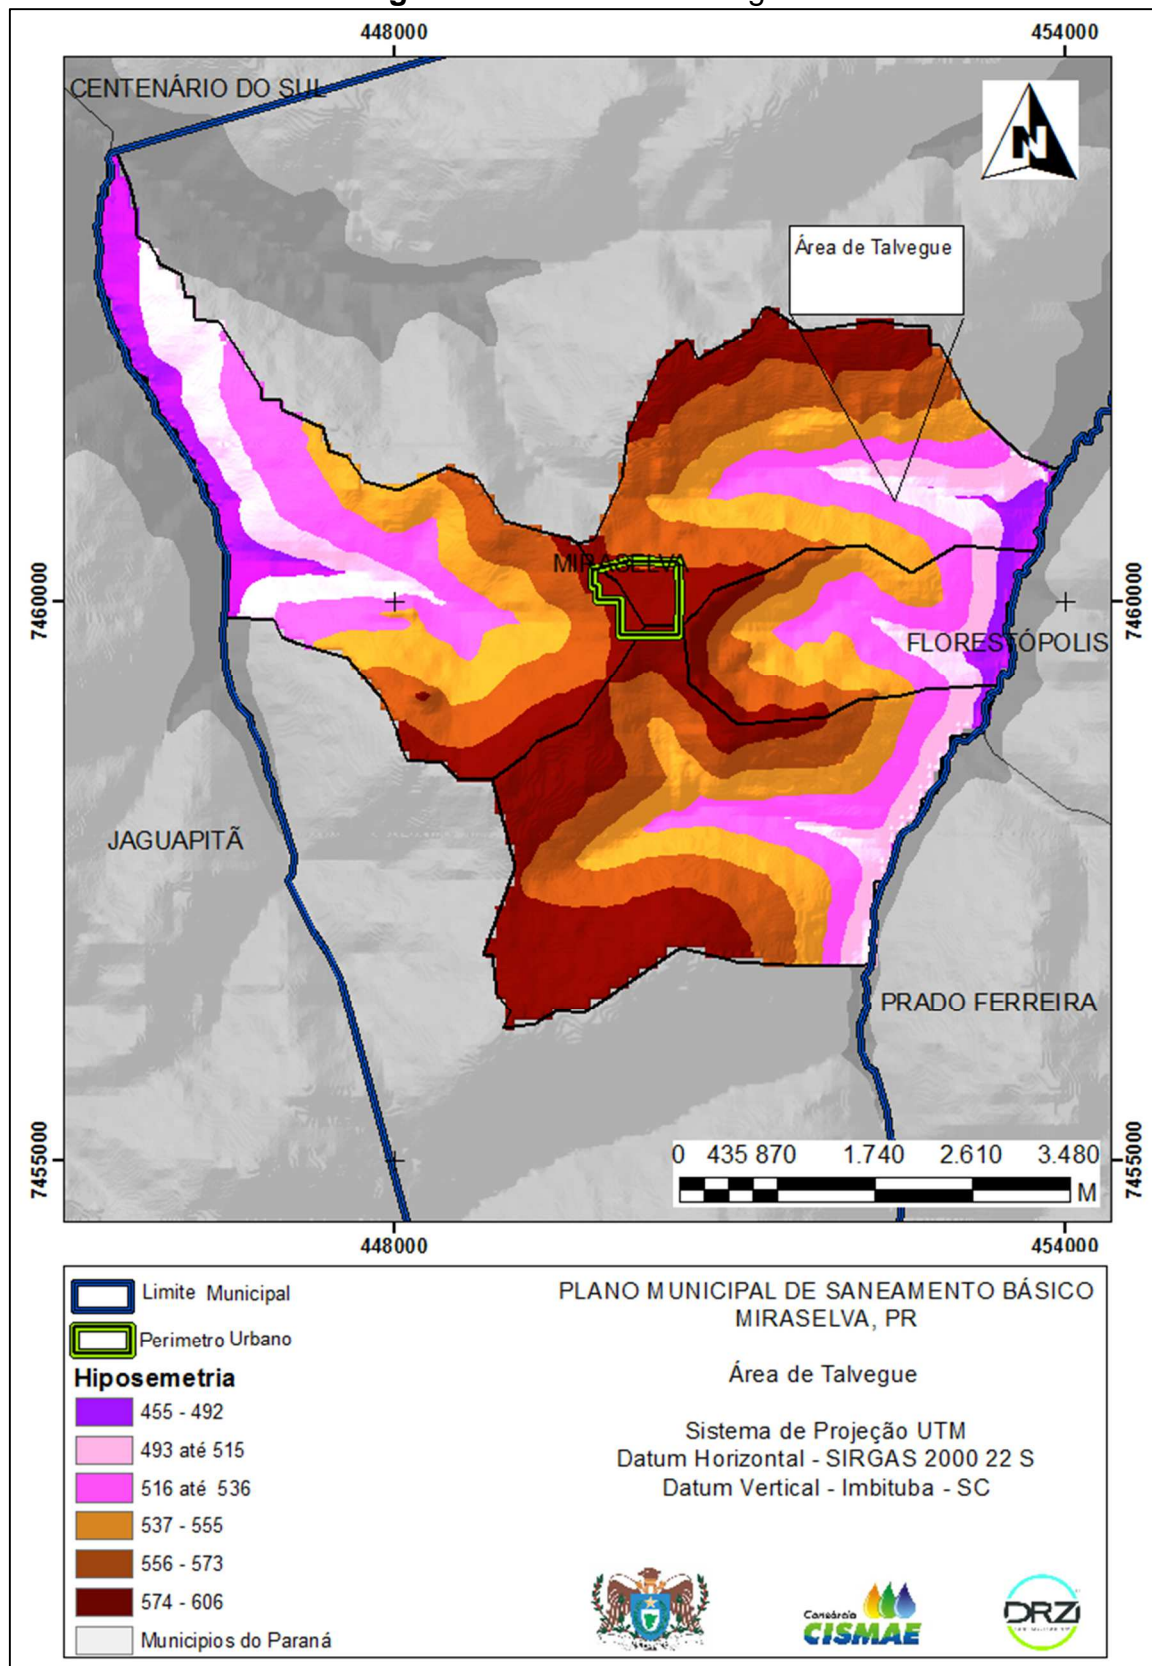 448000
454000
CENTENÁRIO DO SUL
N
Área de Talvegue
MIRASELVA
7460000
7460000
FLORESTÓPOLIS
JAGUAPITÃ
PRADO FERREIRA
0 435 870 1.740 2.610 3.480
M
7455000
7455000
448000
454000
Limite Municipal
Perimetro Urbano
Hiposemetria
455 - 492
493 até 515
516 até 536
537 - 555
556 - 573
574 - 606
Municipios do Paraná
PLANO MUNICIPAL DE SANEAMENTO BÁSICO
MIRASELVA, PR
Área de Talvegue
Sistema de Projeção UTM
Datum Horizontal - SIRGAS 2000 22 S
Datum Vertical - Imbituba - SC
Consórcio
CISMAE
DRZ